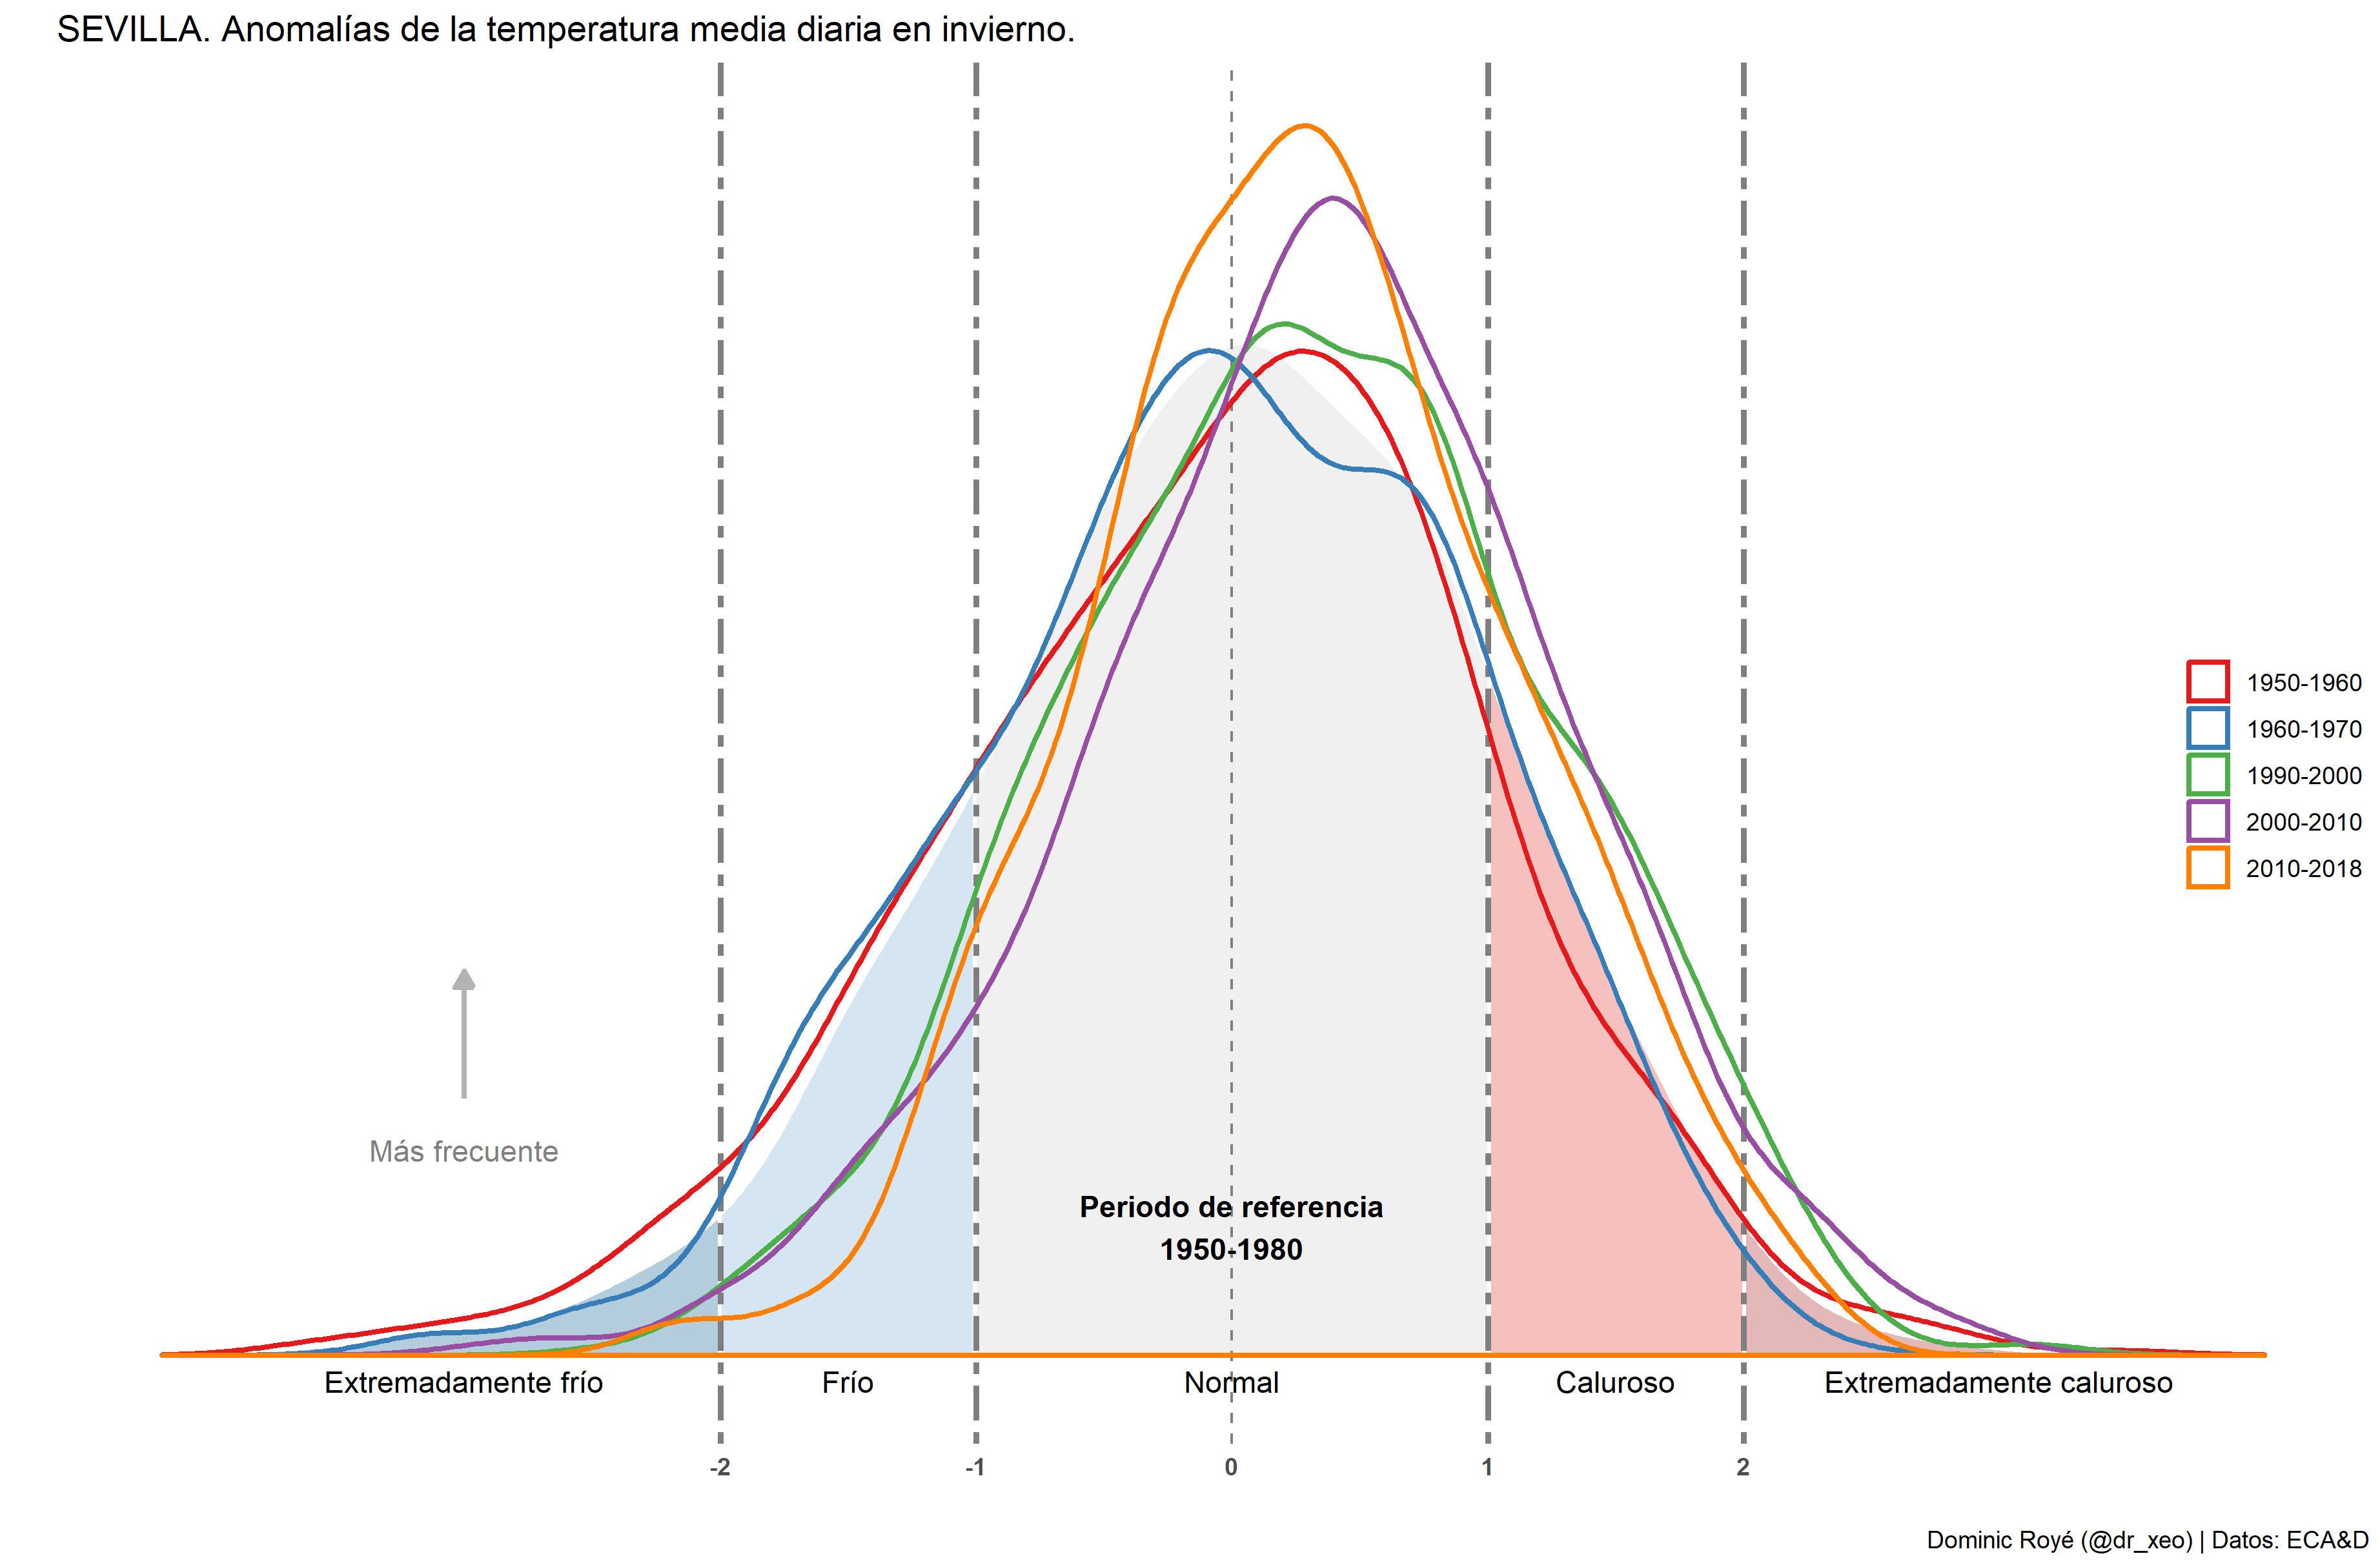 SEVILLA. Anomalías de la temperatura media diaria en invierno.
1950-1960
1960-1970
1990-2000
2000-2010
2010-2018
Más frecuente
Periodo de referencia
1950-1980
Extremadamente frío
Frío
Normal
Caluroso
Extremadamente caluroso
-2
-1
0
1
2
Dominic Royé (@dr_xeo) | Datos: ECA&D